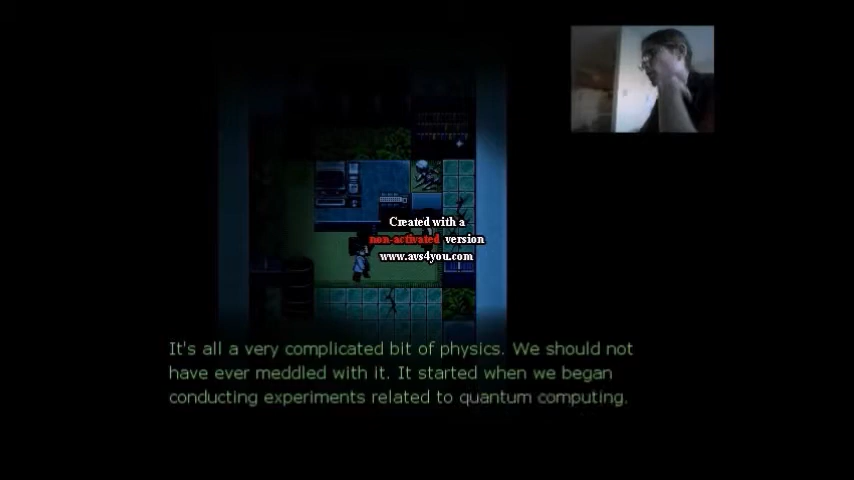 Created with a
non-activated version
www.avs4you.com
It's all a very complicated bit of physics. We should not
have ever meddled with it. It started when we began
conducting experiments related to quantum computing.